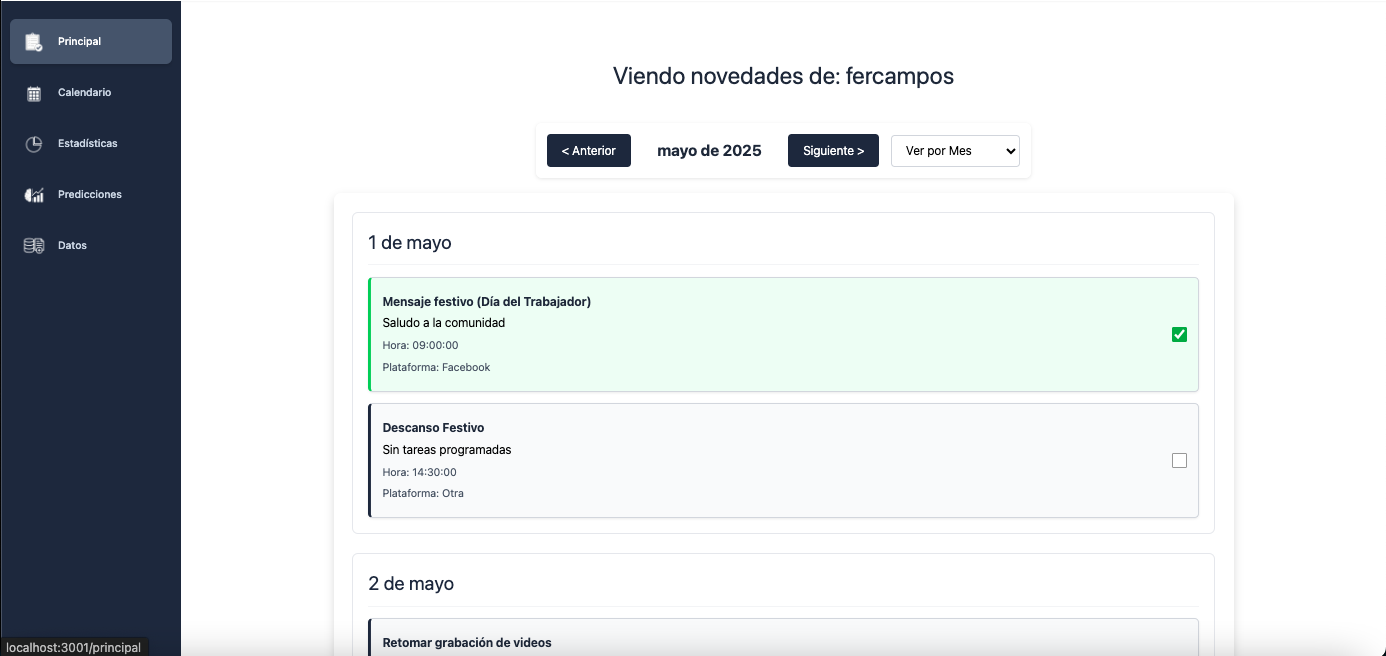 Principal
Calendario
Estadísticas
Predicciones
Datos
Viendo novedades de: fercampos
< Anterior
mayo de 2025
Siguiente >
Ver por Mes
1 de mayo
Mensaje festivo (Día del Trabajador)
Saludo a la comunidad
Hora: 09:00:00
Plataforma: Facebook
Descanso Festivo
Sin tareas programadas
Hora: 14:30:00
Plataforma: Otra
2 de mayo
Retomar grabación de videos
localhost:3001/principal